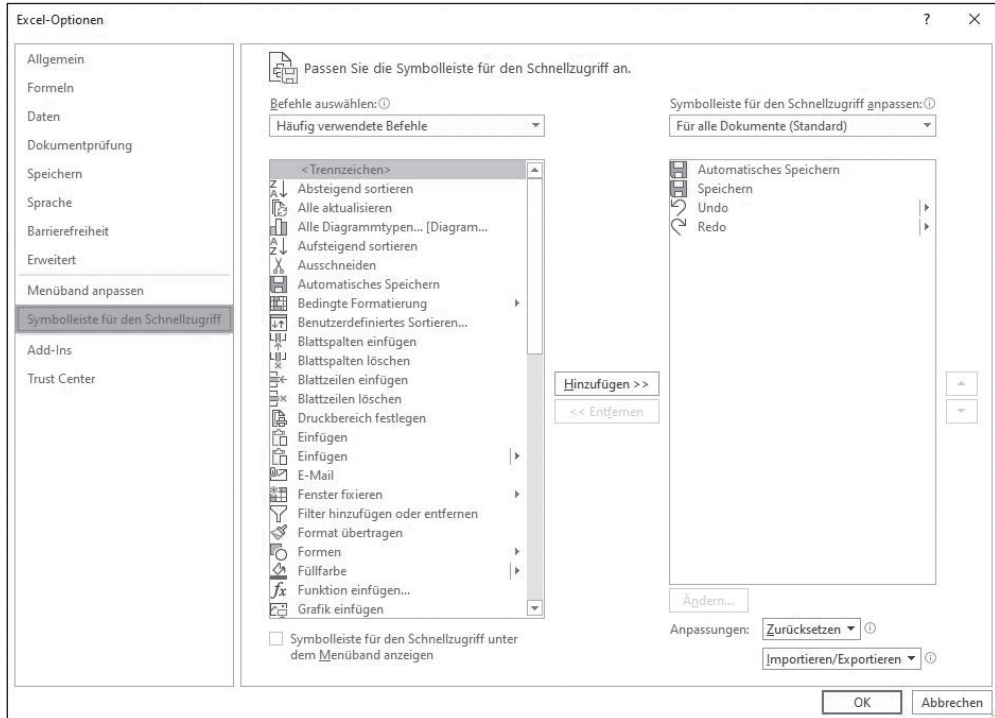 Excel-Optionen
?
Allgemein
Formeln
Daten
Dokumentprüfung
Speichern
Sprache
Barrierefreiheit
Erweitert
Menüband anpassen
Symbolleiste für den Schnellzugriff
Add-Ins
Trust Center
Passen Sie die Symbolleiste für den Schnellzugriff an.
Befehle auswählen:
Häufig verwendete Befehle
<Trennzeichen>
Absteigend sortieren
Alle aktualisieren
Alle Diagrammtypen... [Diagram...
Aufsteigend sortieren
Ausschneiden
Automatisches Speichern
Bedingte Formatierung
Benutzerdefiniertes Sortieren...
Blattspalten einfügen
Blattspalten löschen
Blattzeilen einfügen
Blattzeilen löschen
Druckbereich festlegen
Einfügen
Einfügen
E-Mail
Fenster fixieren
Filter hinzufügen oder entfernen
Format übertragen
Formen
Füllfarbe
Funktion einfügen...
Grafik einfügen
Symbolleiste für den Schnellzugriff unter
dem Menüband anzeigen
Hinzufügen >>
<< Entfernen
Symbolleiste für den Schnellzugriff anpassen:
Für alle Dokumente (Standard)
Automatisches Speichern
Speichern
Undo
Redo
Ändern...
Anpassungen: Zurücksetzen
Importieren/Exportieren
OK Abbrechen